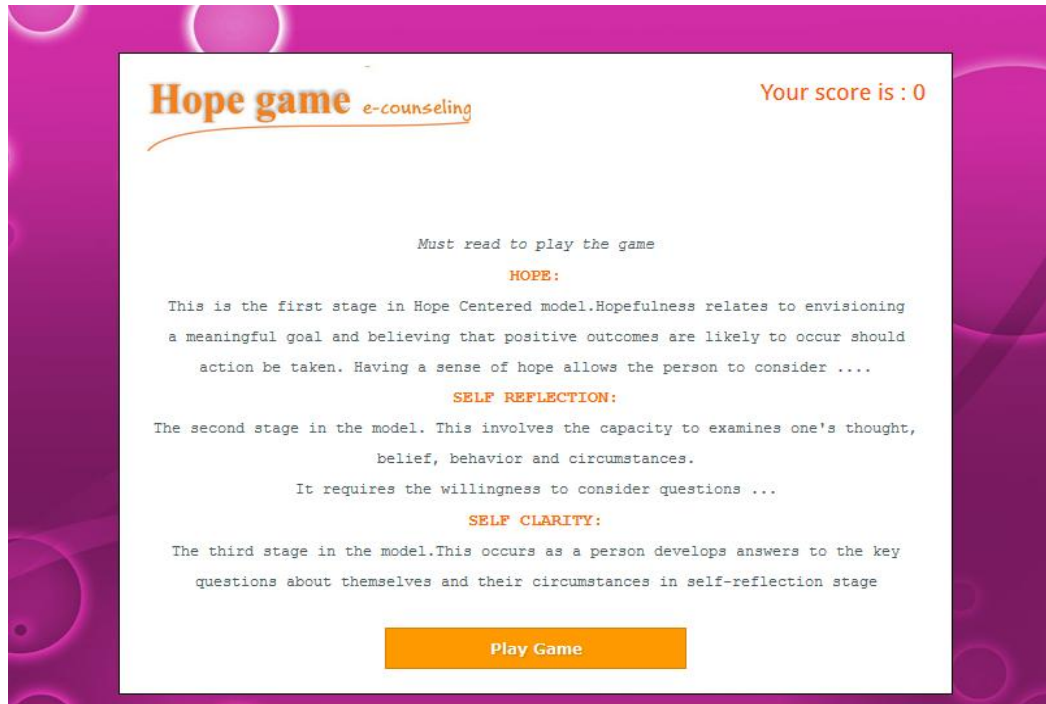 Hope game e-counseling
Your score is : 0
Must read to play the game
HOPE:
This is the first stage in Hope Centered model.Hopefulness relates to envisioning
a meaningful goal and believing that positive outcomes are likely to occur should
action be taken. Having a sense of hope allows the person to consider ....
SELF REFLECTION:
The second stage in the model. This involves the capacity to examines one's thought,
belief, behavior and circumstances.
It requires the willingness to consider questions ...
SELF CLARITY:
The third stage in the model.This occurs as a person develops answers to the key
questions about themselves and their circumstances in self-reflection stage
Play Game